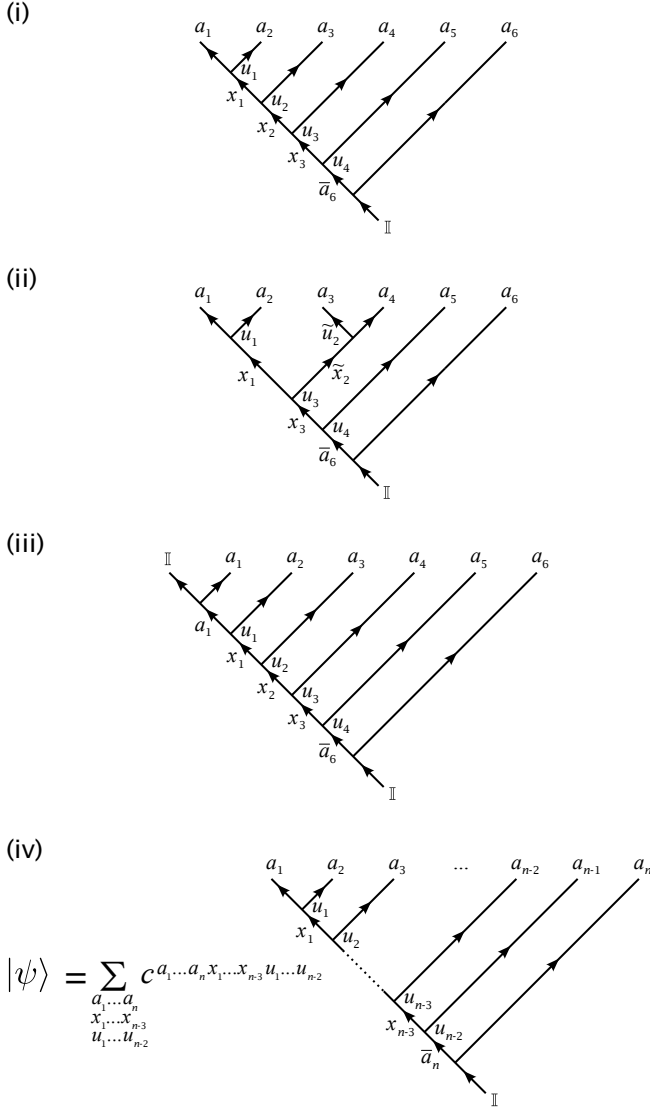 (i)
a₁ a₂ a₃ a₄ a₅ a₆
u₁
x₁ u₂
x₂ u₃
x₃ u₄
a̅₆
𝕀
(ii)
a₁ a₂ a₃ a₄ a₅ a₆
u₁ ũ₂
x₁ x̃₂
u₃
x₃ u₄
a̅₆
𝕀
(iii)
𝕀 a₁ a₂ a₃ a₄ a₅ a₆
a₁ u₁
x₁ u₂
x₂ u₃
x₃ u₄
a̅₆
𝕀
(iv)
a₁ a₂ a₃ ... aₙ₋₂ aₙ₋₁ aₙ
u₁
x₁ u₂
|ψ⟩ = ∑ c^{a₁...aₙ x₁...xₙ₋₃ u₁...uₙ₋₂}
a₁...aₙ
x₁...xₙ₋₃
u₁...uₙ₋₂
uₙ₋₃
xₙ₋₃ uₙ₋₂
a̅ₙ
𝕀